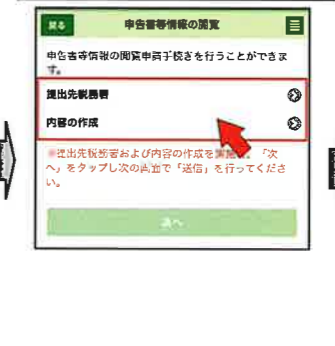 戻る 申告書等情報の閲覧
申告書等情報の閲覧申請手続きを行うことができま
す。
提出先税務署
内容の作成
※提出先税務署および内容の作成を実施後、「次
へ」をタップし次の画面で「送信」を行ってくださ
い。
次へ